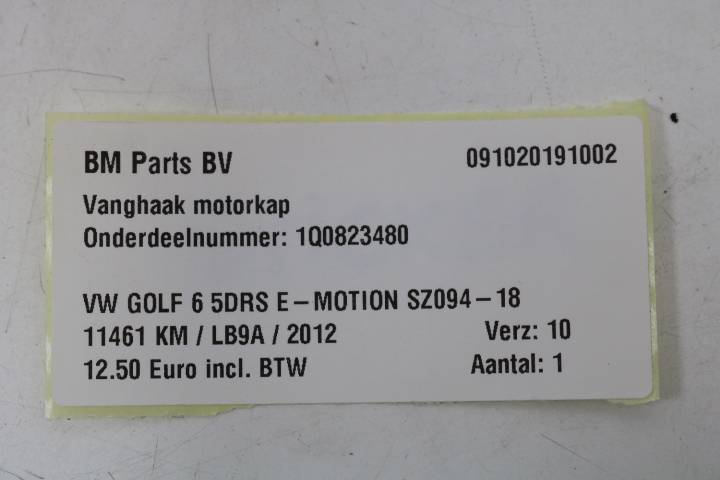 BM Parts BV 091020191002
Vanghaak motorkap
Onderdeelnummer: 1Q0823480
VW GOLF 6 5DRS E-MOTION SZ094-18
11461 KM / LB9A / 2012 Verz: 10
12.50 Euro incl. BTW Aantal: 1